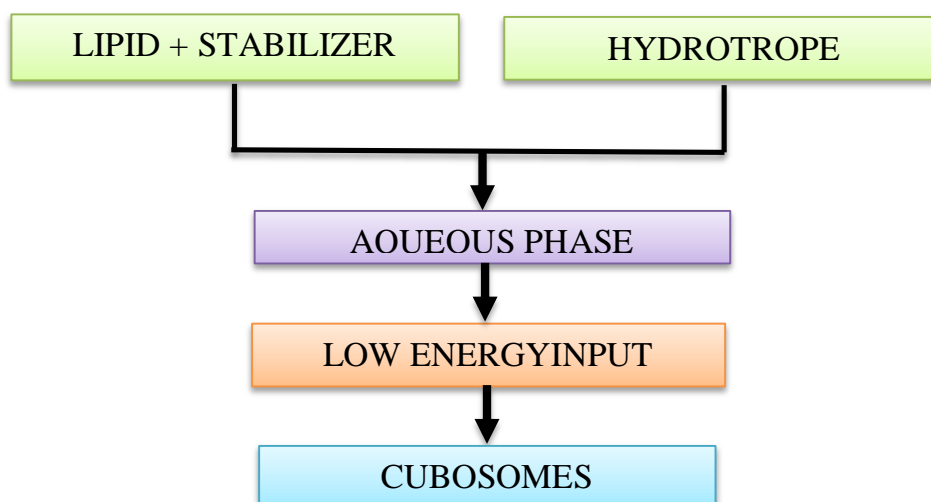 LIPID + STABILIZER
HYDROTROPE
AOUEOUS PHASE
LOW ENERGYINPUT
CUBOSOMES